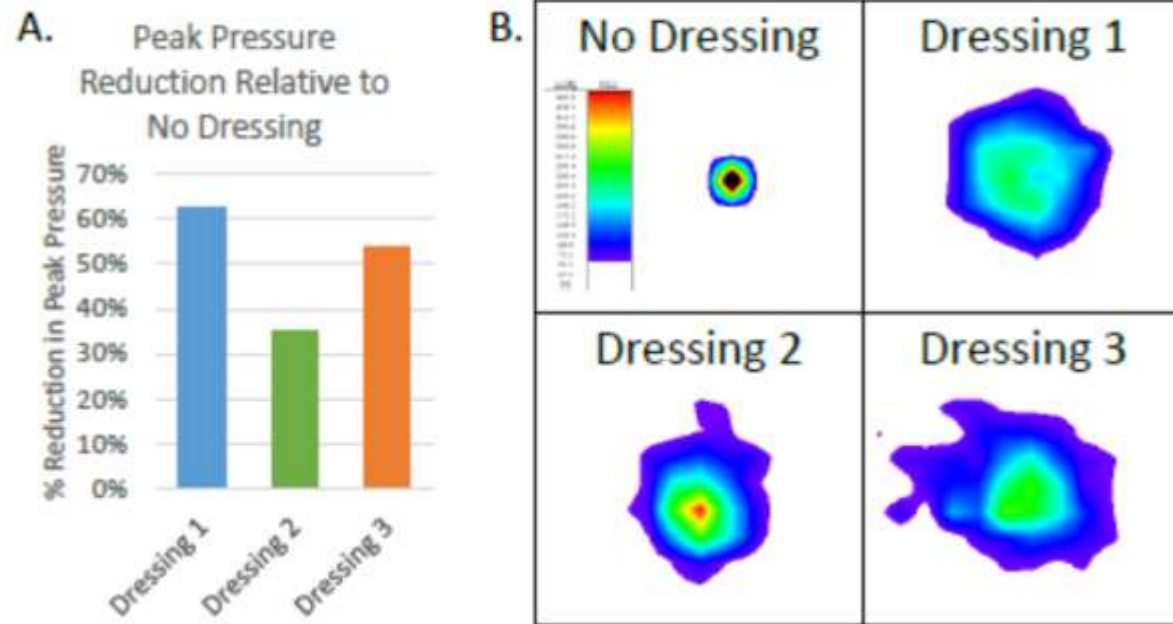 A.
Peak Pressure
Reduction Relative to
No Dressing
% Reduction in Peak Pressure
70%
60%
50%
40%
30%
20%
10%
0%
Dressing 1
Dressing 2
Dressing 3
B.
No Dressing
Dressing 1
Dressing 2
Dressing 3